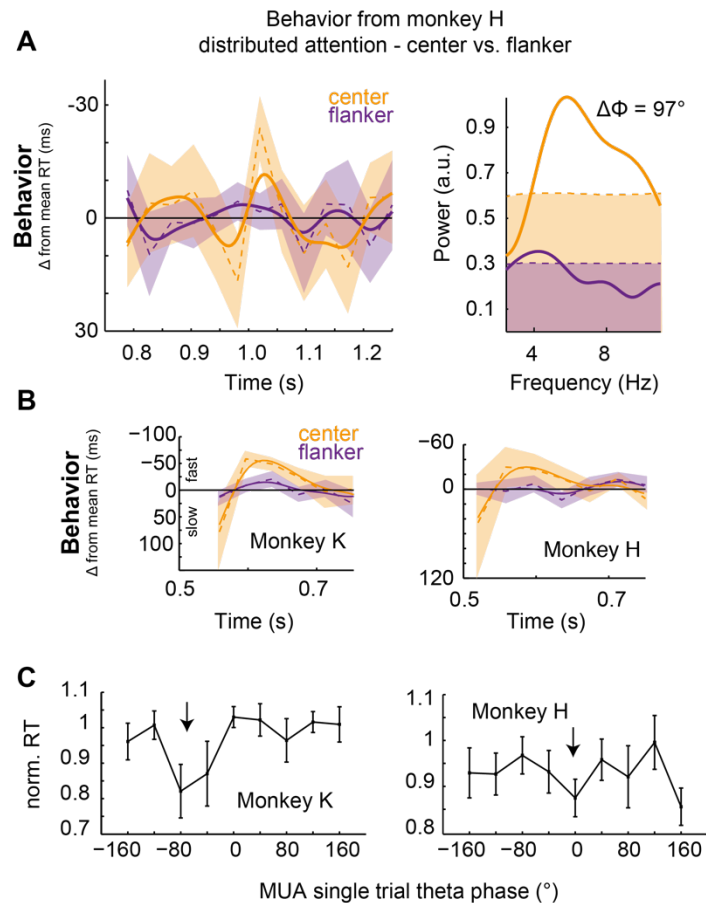 Behavior from monkey H
distributed attention - center vs. flanker
A
center
flanker
Behavior
Δ from mean RT (ms)
-30
0
30
0.8
0.9
1.0
1.1
1.2
Time (s)
ΔΦ = 97°
Power (a.u.)
0.9
0.7
0.5
0.3
0.1
4
8
Frequency (Hz)
B
center
flanker
Behavior
Δ from mean RT (ms)
-100
-50
0
50
100
fast
slow
Monkey K
0.5
0.7
Time (s)
-60
0
120
Monkey H
0.5
0.7
Time (s)
C
norm. RT
1.1
1
0.9
0.8
0.7
Monkey K
−160
−80
0
80
160
1.1
1
0.9
0.8
Monkey H
−160
−80
0
80
160
MUA single trial theta phase (°)